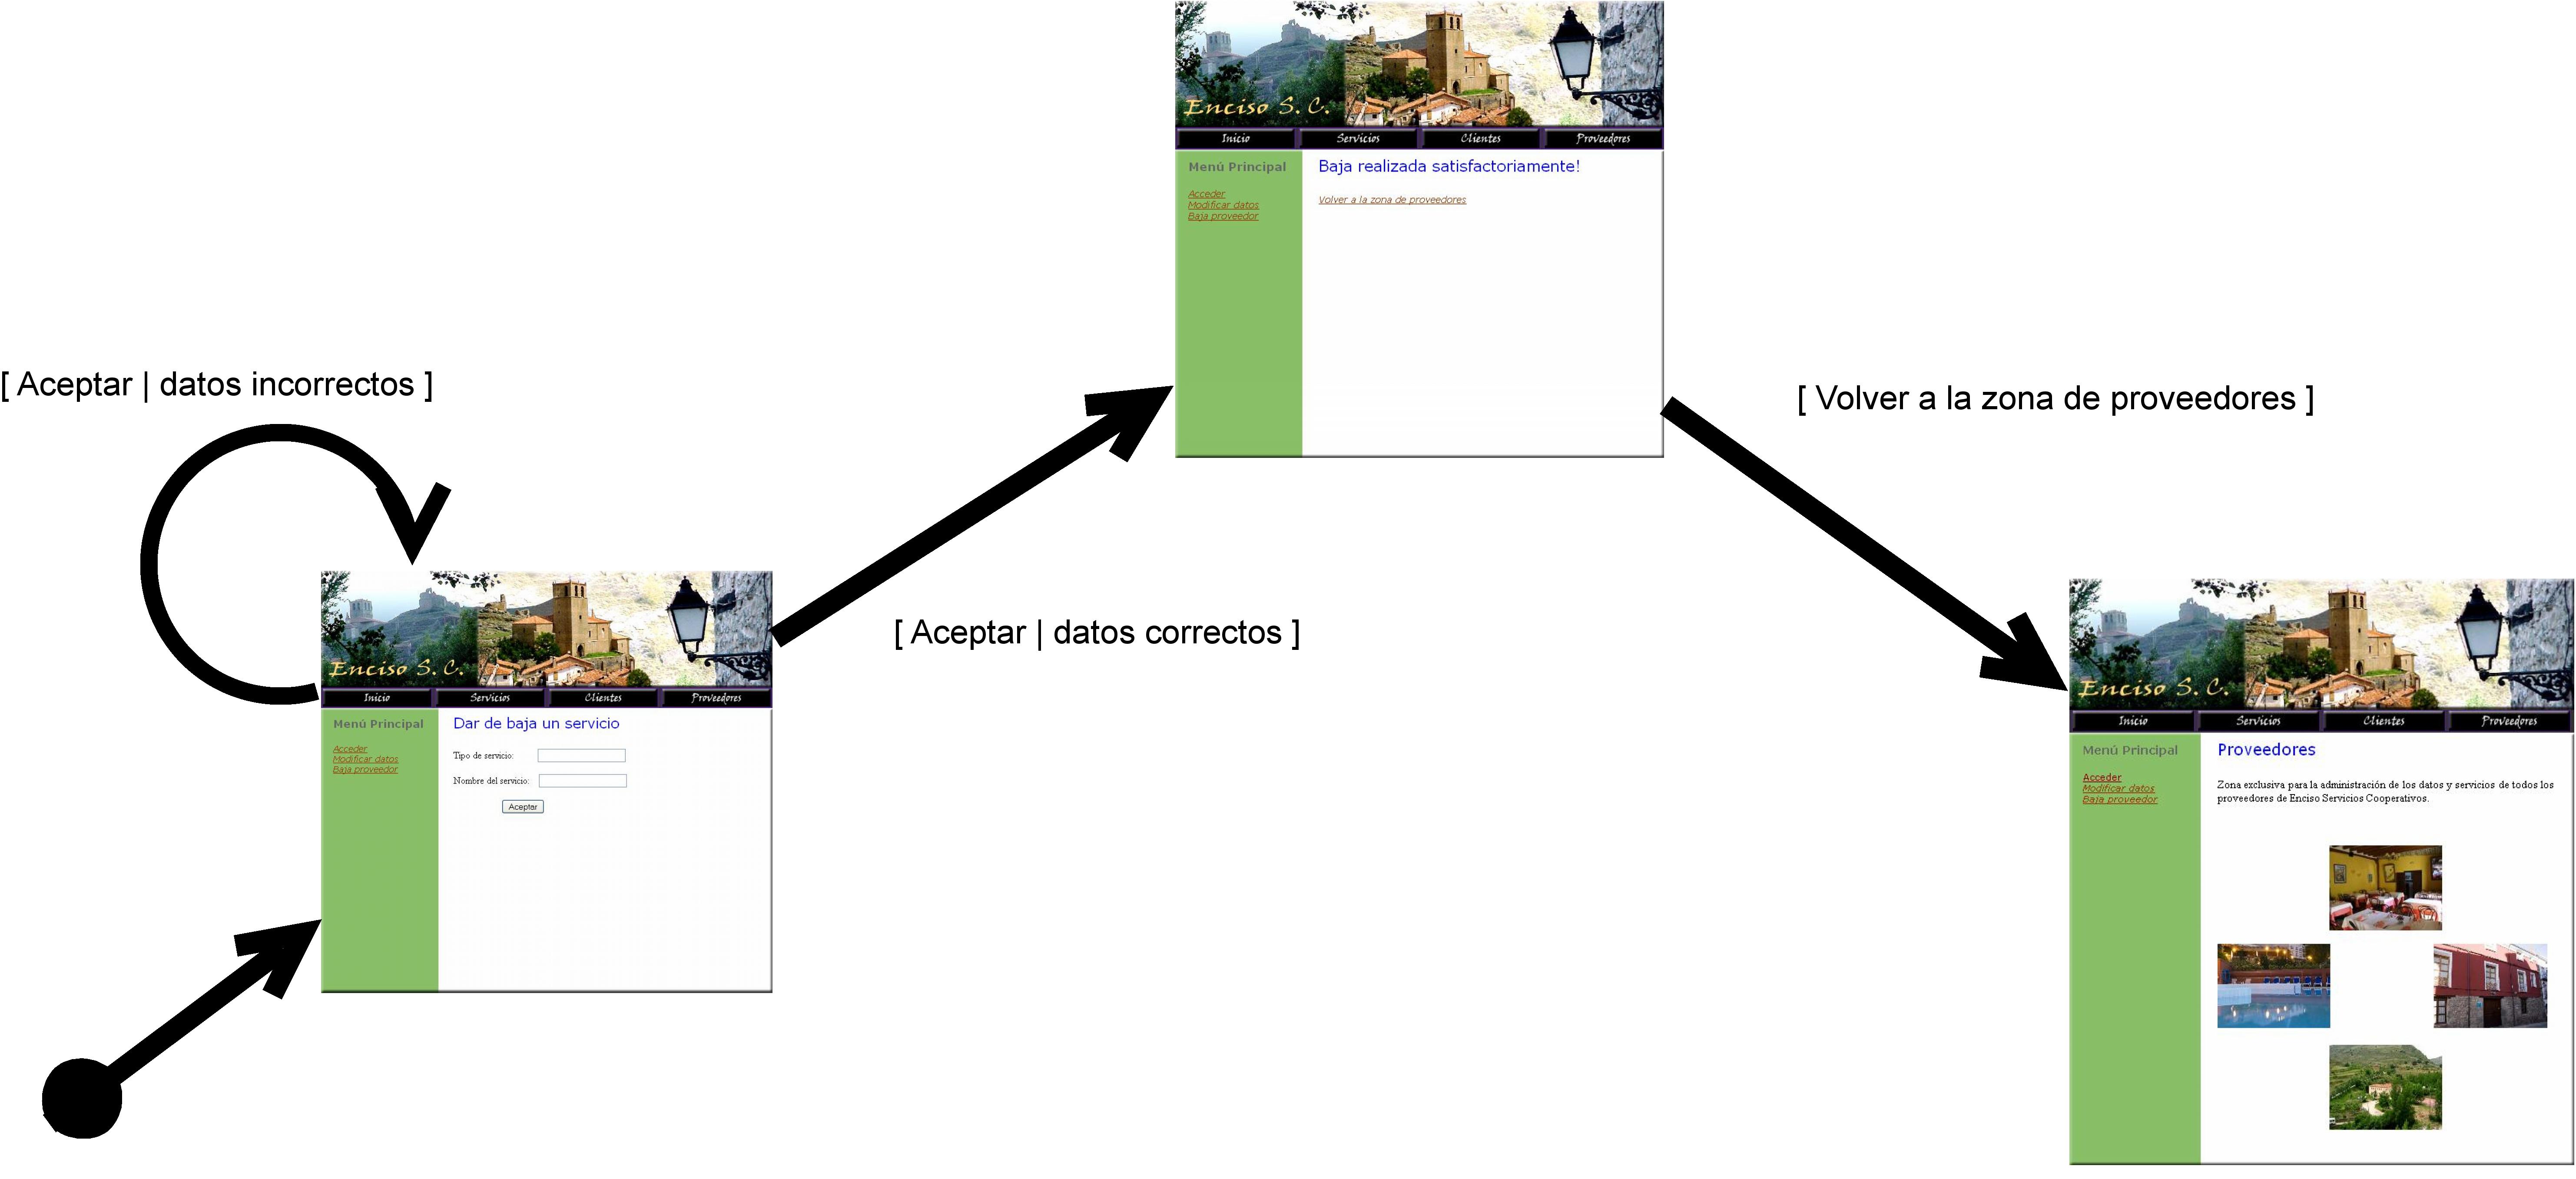 Enciso S. C.
Inicio Servicios Clientes Proveedores
Menú Principal
Acceder
Modificar datos
Baja proveedor
Baja realizada satisfactoriamente!
Volver a la zona de proveedores
[ Aceptar | datos incorrectos ]
[ Volver a la zona de proveedores ]
[ Aceptar | datos correctos ]
Enciso S. C.
Inicio Servicios Clientes Proveedores
Menú Principal
Acceder
Modificar datos
Baja proveedor
Dar de baja un servicio
Tipo de servicio:
Nombre del servicio:
Aceptar
Enciso S. C.
Inicio Servicios Clientes Proveedores
Menú Principal
Acceder
Modificar datos
Baja proveedor
Proveedores
Zona exclusiva para la administración de los datos y servicios de todos los
proveedores de Enciso Servicios Cooperativos.